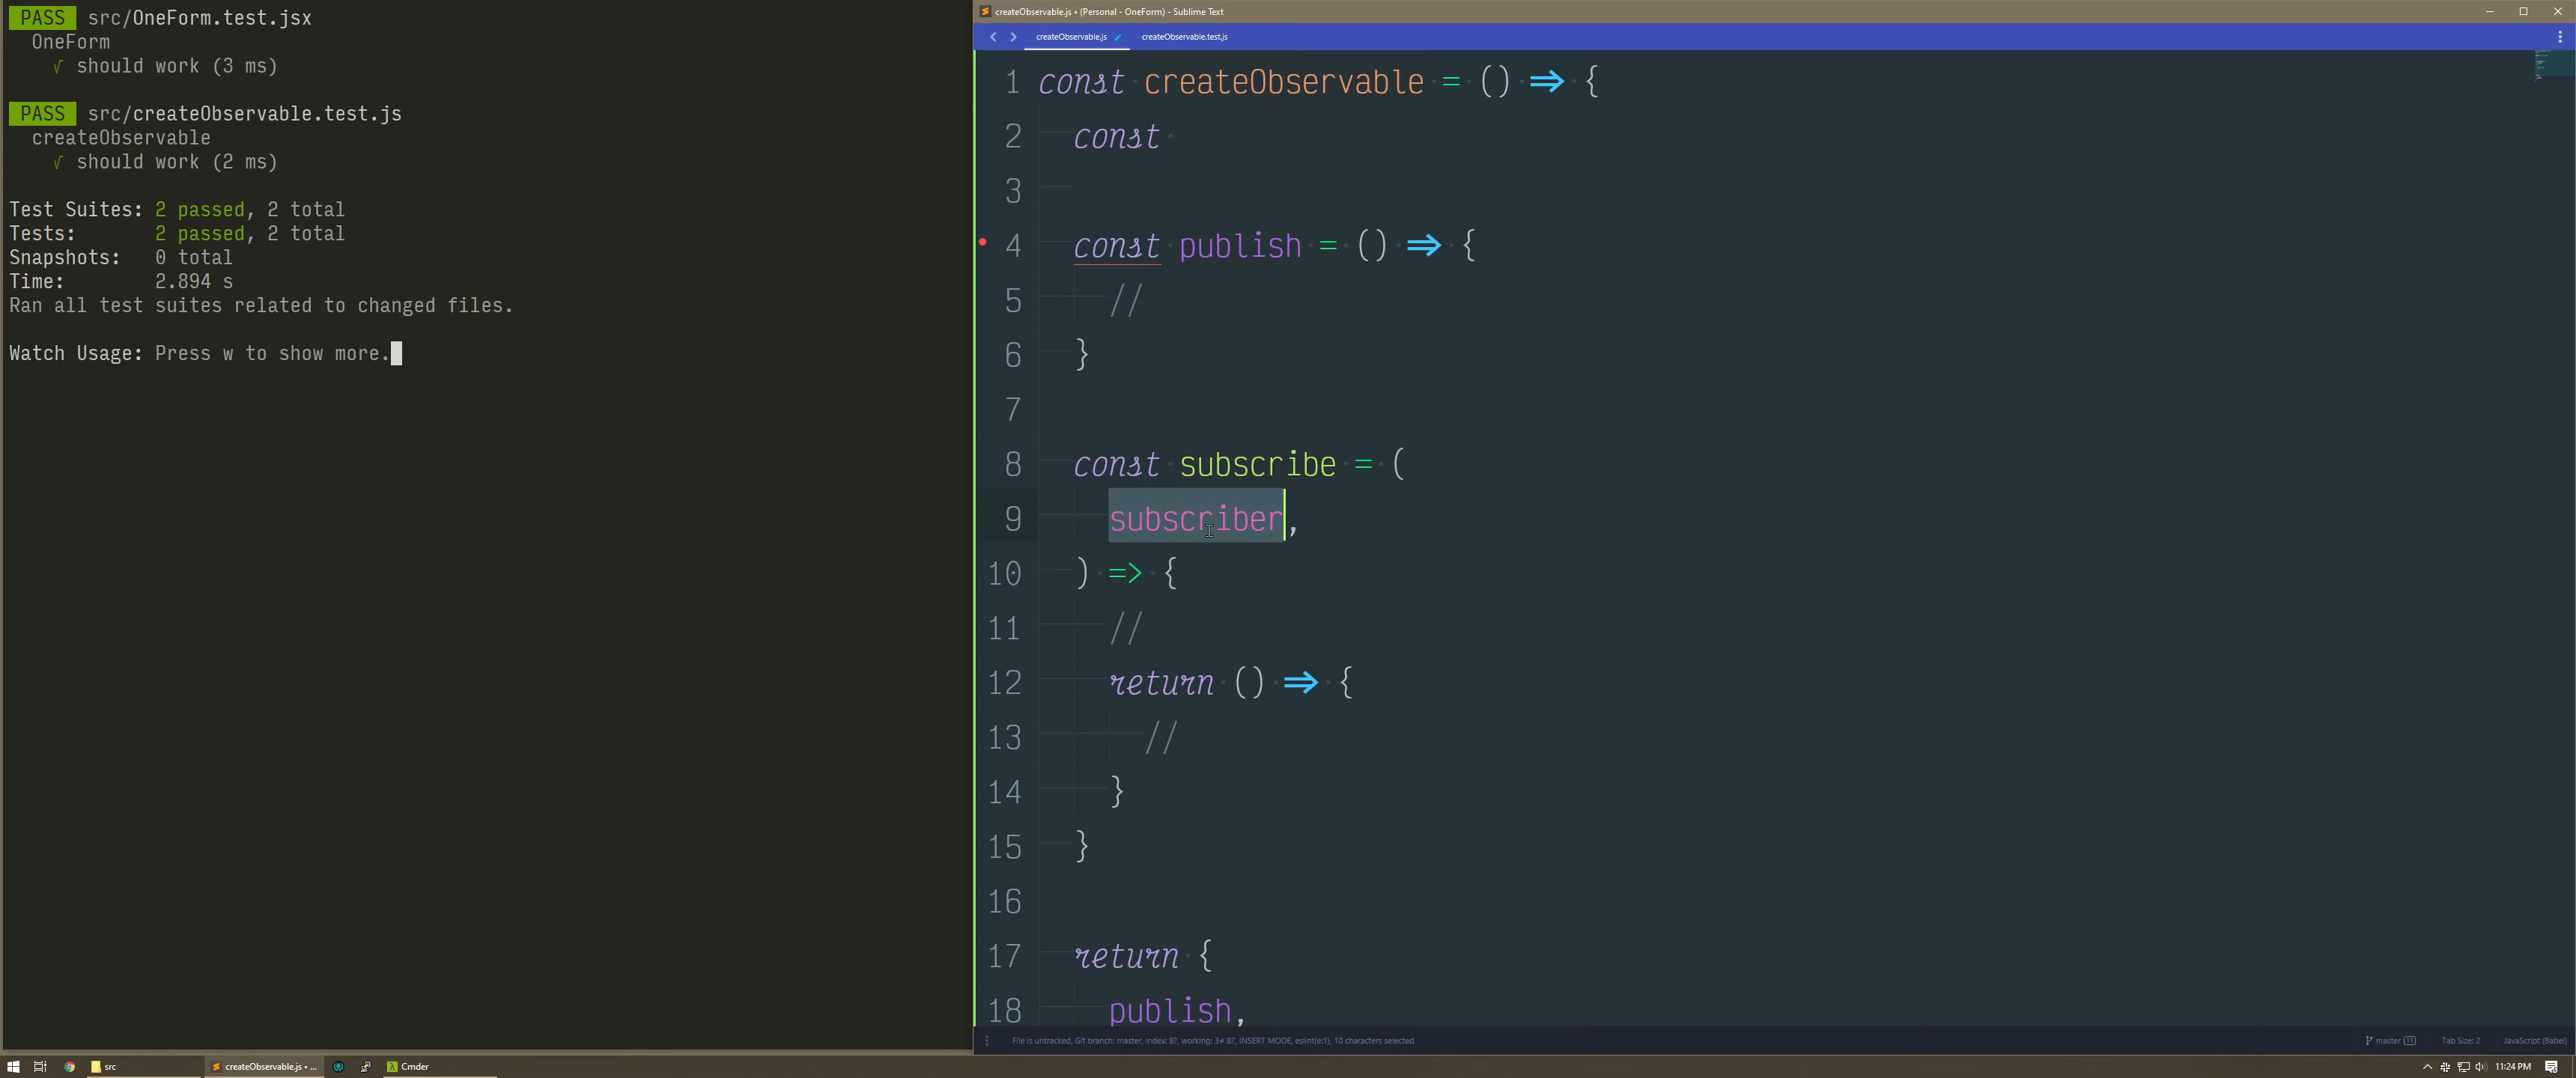 PASS src/OneForm.test.jsx
OneForm
√ should work (3 ms)
PASS src/createObservable.test.js
createObservable
√ should work (2 ms)
Test Suites: 2 passed, 2 total
Tests: 2 passed, 2 total
Snapshots: 0 total
Time: 2.894 s
Ran all test suites related to changed files.
Watch Usage: Press w to show more.
createObservable.js • (Personal - OneForm) - Sublime Text
createObservable.js createObservable.test.js
1 const createObservable = () => {
2 const
3
4 const publish = () => {
5 //
6 }
7
8 const subscribe = (
9 subscriber,
10 ) => {
11 //
12 return () => {
13 //
14 }
15 }
16
17 return {
18 publish,
File is untracked, Git branch: master, index: 8?, working: 3≠ 8?, INSERT MODE, eslint(e:1), 10 characters selected
master 11 Tab Size: 2 JavaScript (Babel)
src createObservable.js • ... Cmder 11:24 PM